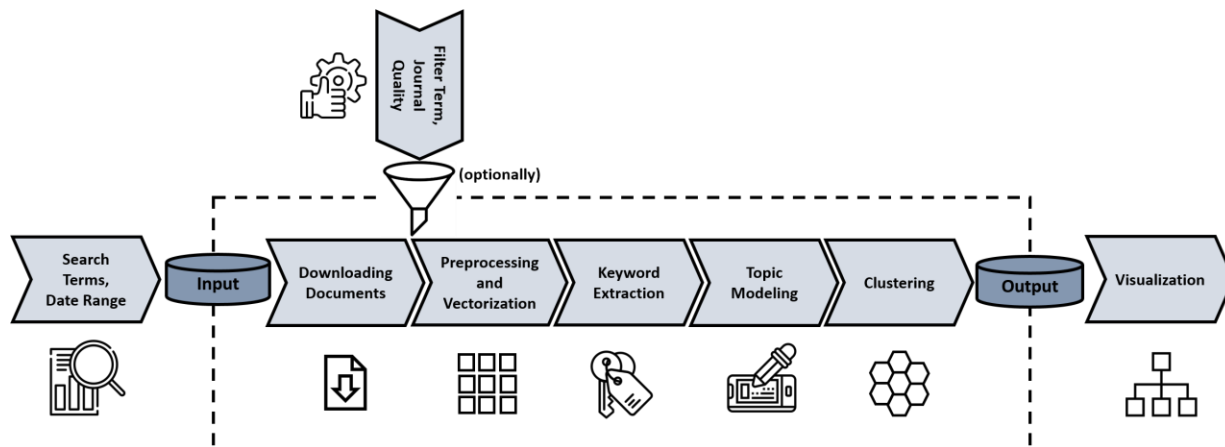 Filter Term,
Journal
Quality
(optionally)
Search
Terms,
Date Range
Input
Downloading
Documents
Preprocessing
and
Vectorization
Keyword
Extraction
Topic
Modeling
Clustering
Output
Visualization